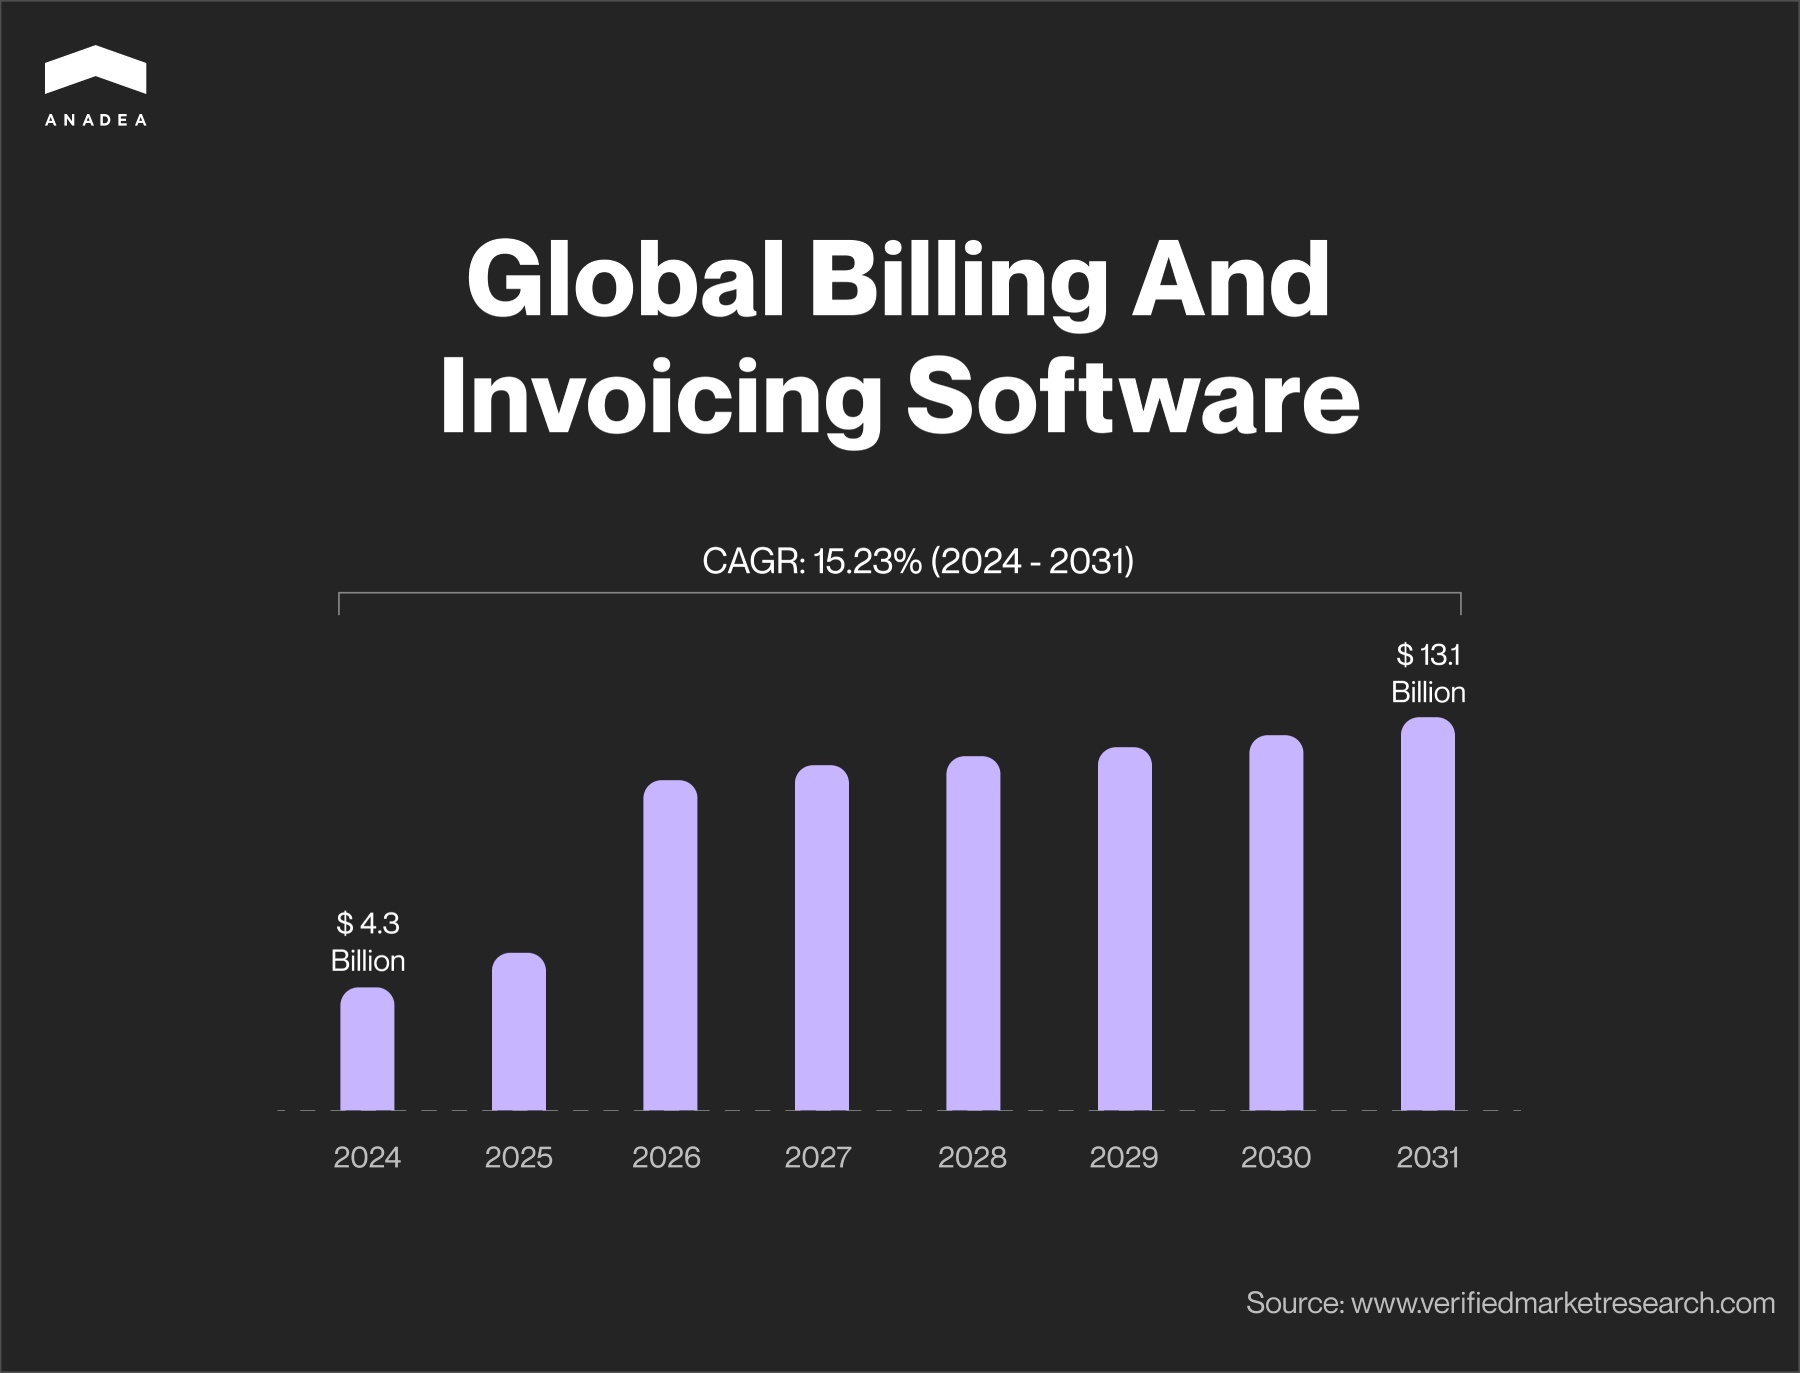 ANADEA
Global Billing And
Invoicing Software
CAGR: 15.23% (2024 - 2031)
$ 13.1
Billion
$ 4.3
Billion
2024
2025
2026
2027
2028
2029
2030
2031
Source: www.verifiedmarketresearch.com